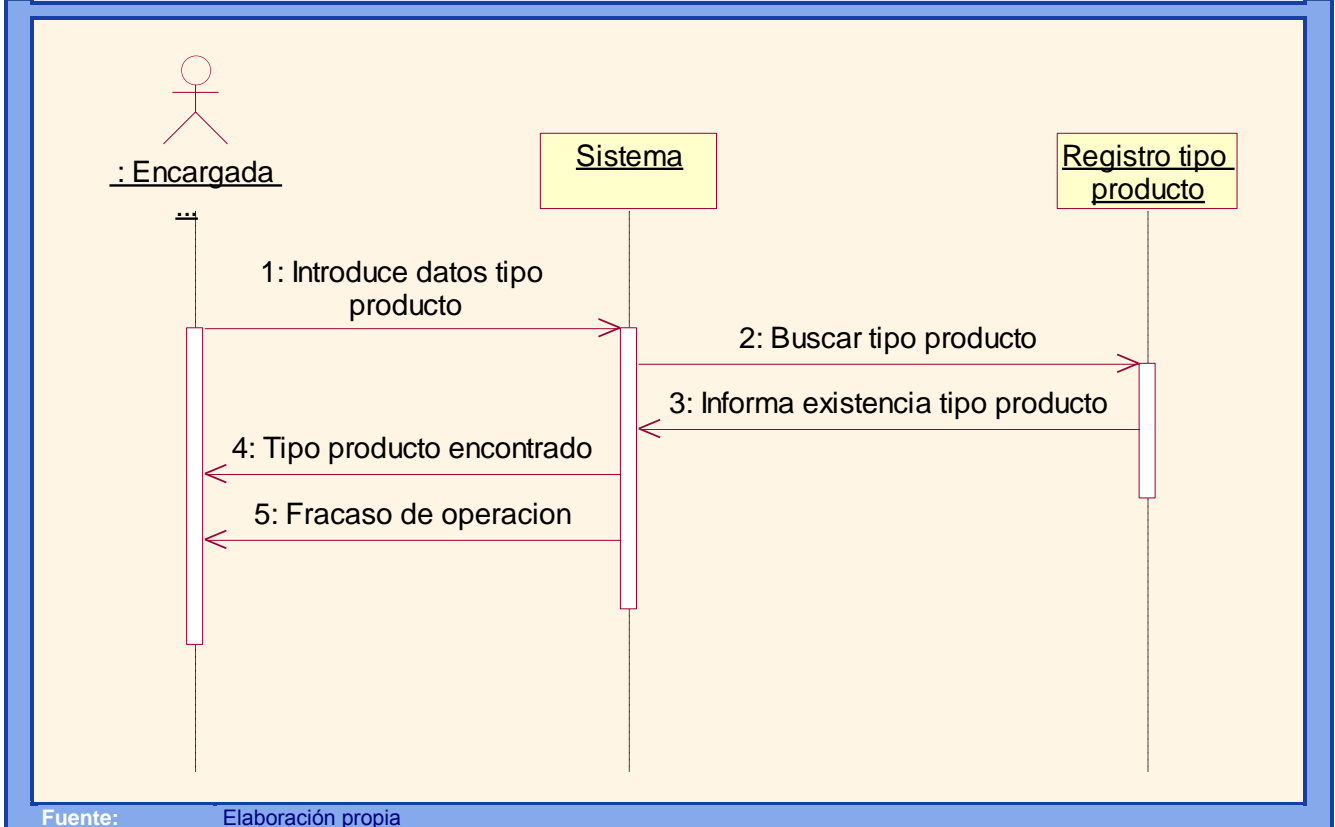 : Encargada
...
Sistema
Registro tipo
producto
1: Introduce datos tipo
producto
2: Buscar tipo producto
3: Informa existencia tipo producto
4: Tipo producto encontrado
5: Fracaso de operacion
Fuente: Elaboración propia